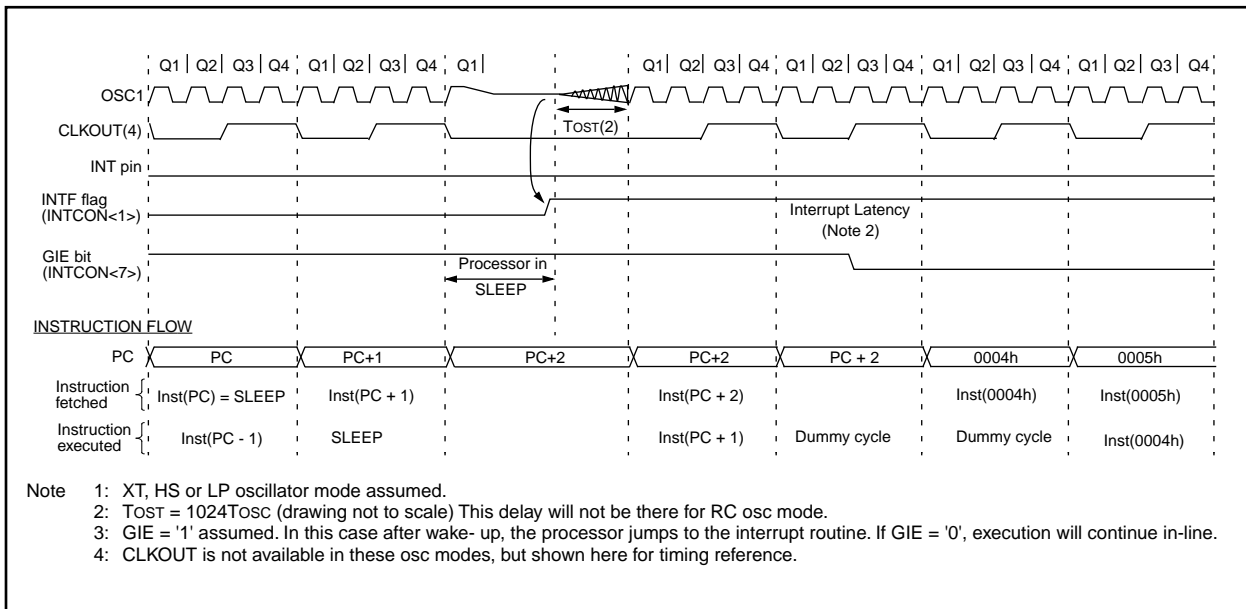 Q1 Q2 Q3 Q4 Q1 Q2 Q3 Q4 Q1 Q1 Q2 Q3 Q4 Q1 Q2 Q3 Q4 Q1 Q2 Q3 Q4 Q1 Q2 Q3 Q4
OSC1
TOST(2)
CLKOUT(4)
INT pin
INTF flag
(INTCON<1>)
Interrupt Latency
(Note 2)
GIE bit
(INTCON<7>)
Processor in
SLEEP
INSTRUCTION FLOW
PC PC PC+1 PC+2 PC+2 PC + 2 0004h 0005h
Instruction
fetched
Inst(PC) = SLEEP Inst(PC + 1) Inst(PC + 2) Inst(0004h) Inst(0005h)
Instruction
executed
Inst(PC - 1) SLEEP Inst(PC + 1) Dummy cycle Dummy cycle Inst(0004h)
Note 1: XT, HS or LP oscillator mode assumed.
2: TOST = 1024TOSC (drawing not to scale) This delay will not be there for RC osc mode.
3: GIE = '1' assumed. In this case after wake- up, the processor jumps to the interrupt routine. If GIE = '0', execution will continue in-line.
4: CLKOUT is not available in these osc modes, but shown here for timing reference.